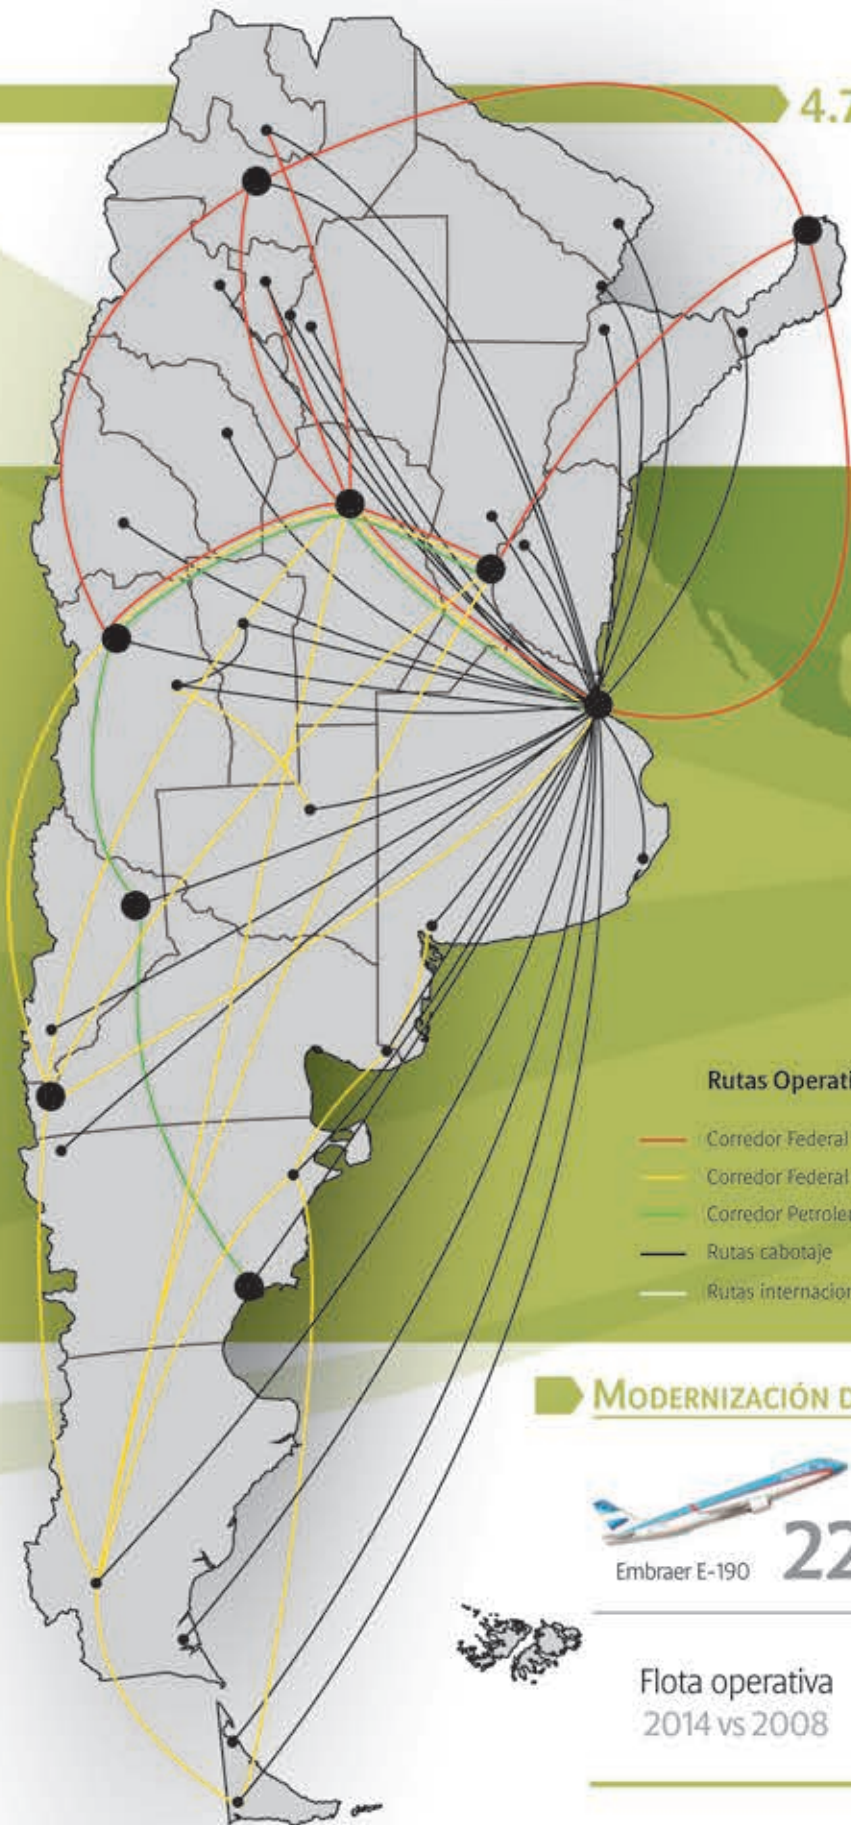 4.7
Rutas Operati
Corredor Federal
Corredor Federal
Corredor Petrole
Rutas cabotaje
Rutas internacion
MODERNIZACIÓN D
Embraer E-190
22
Flota operativa
2014 vs 2008